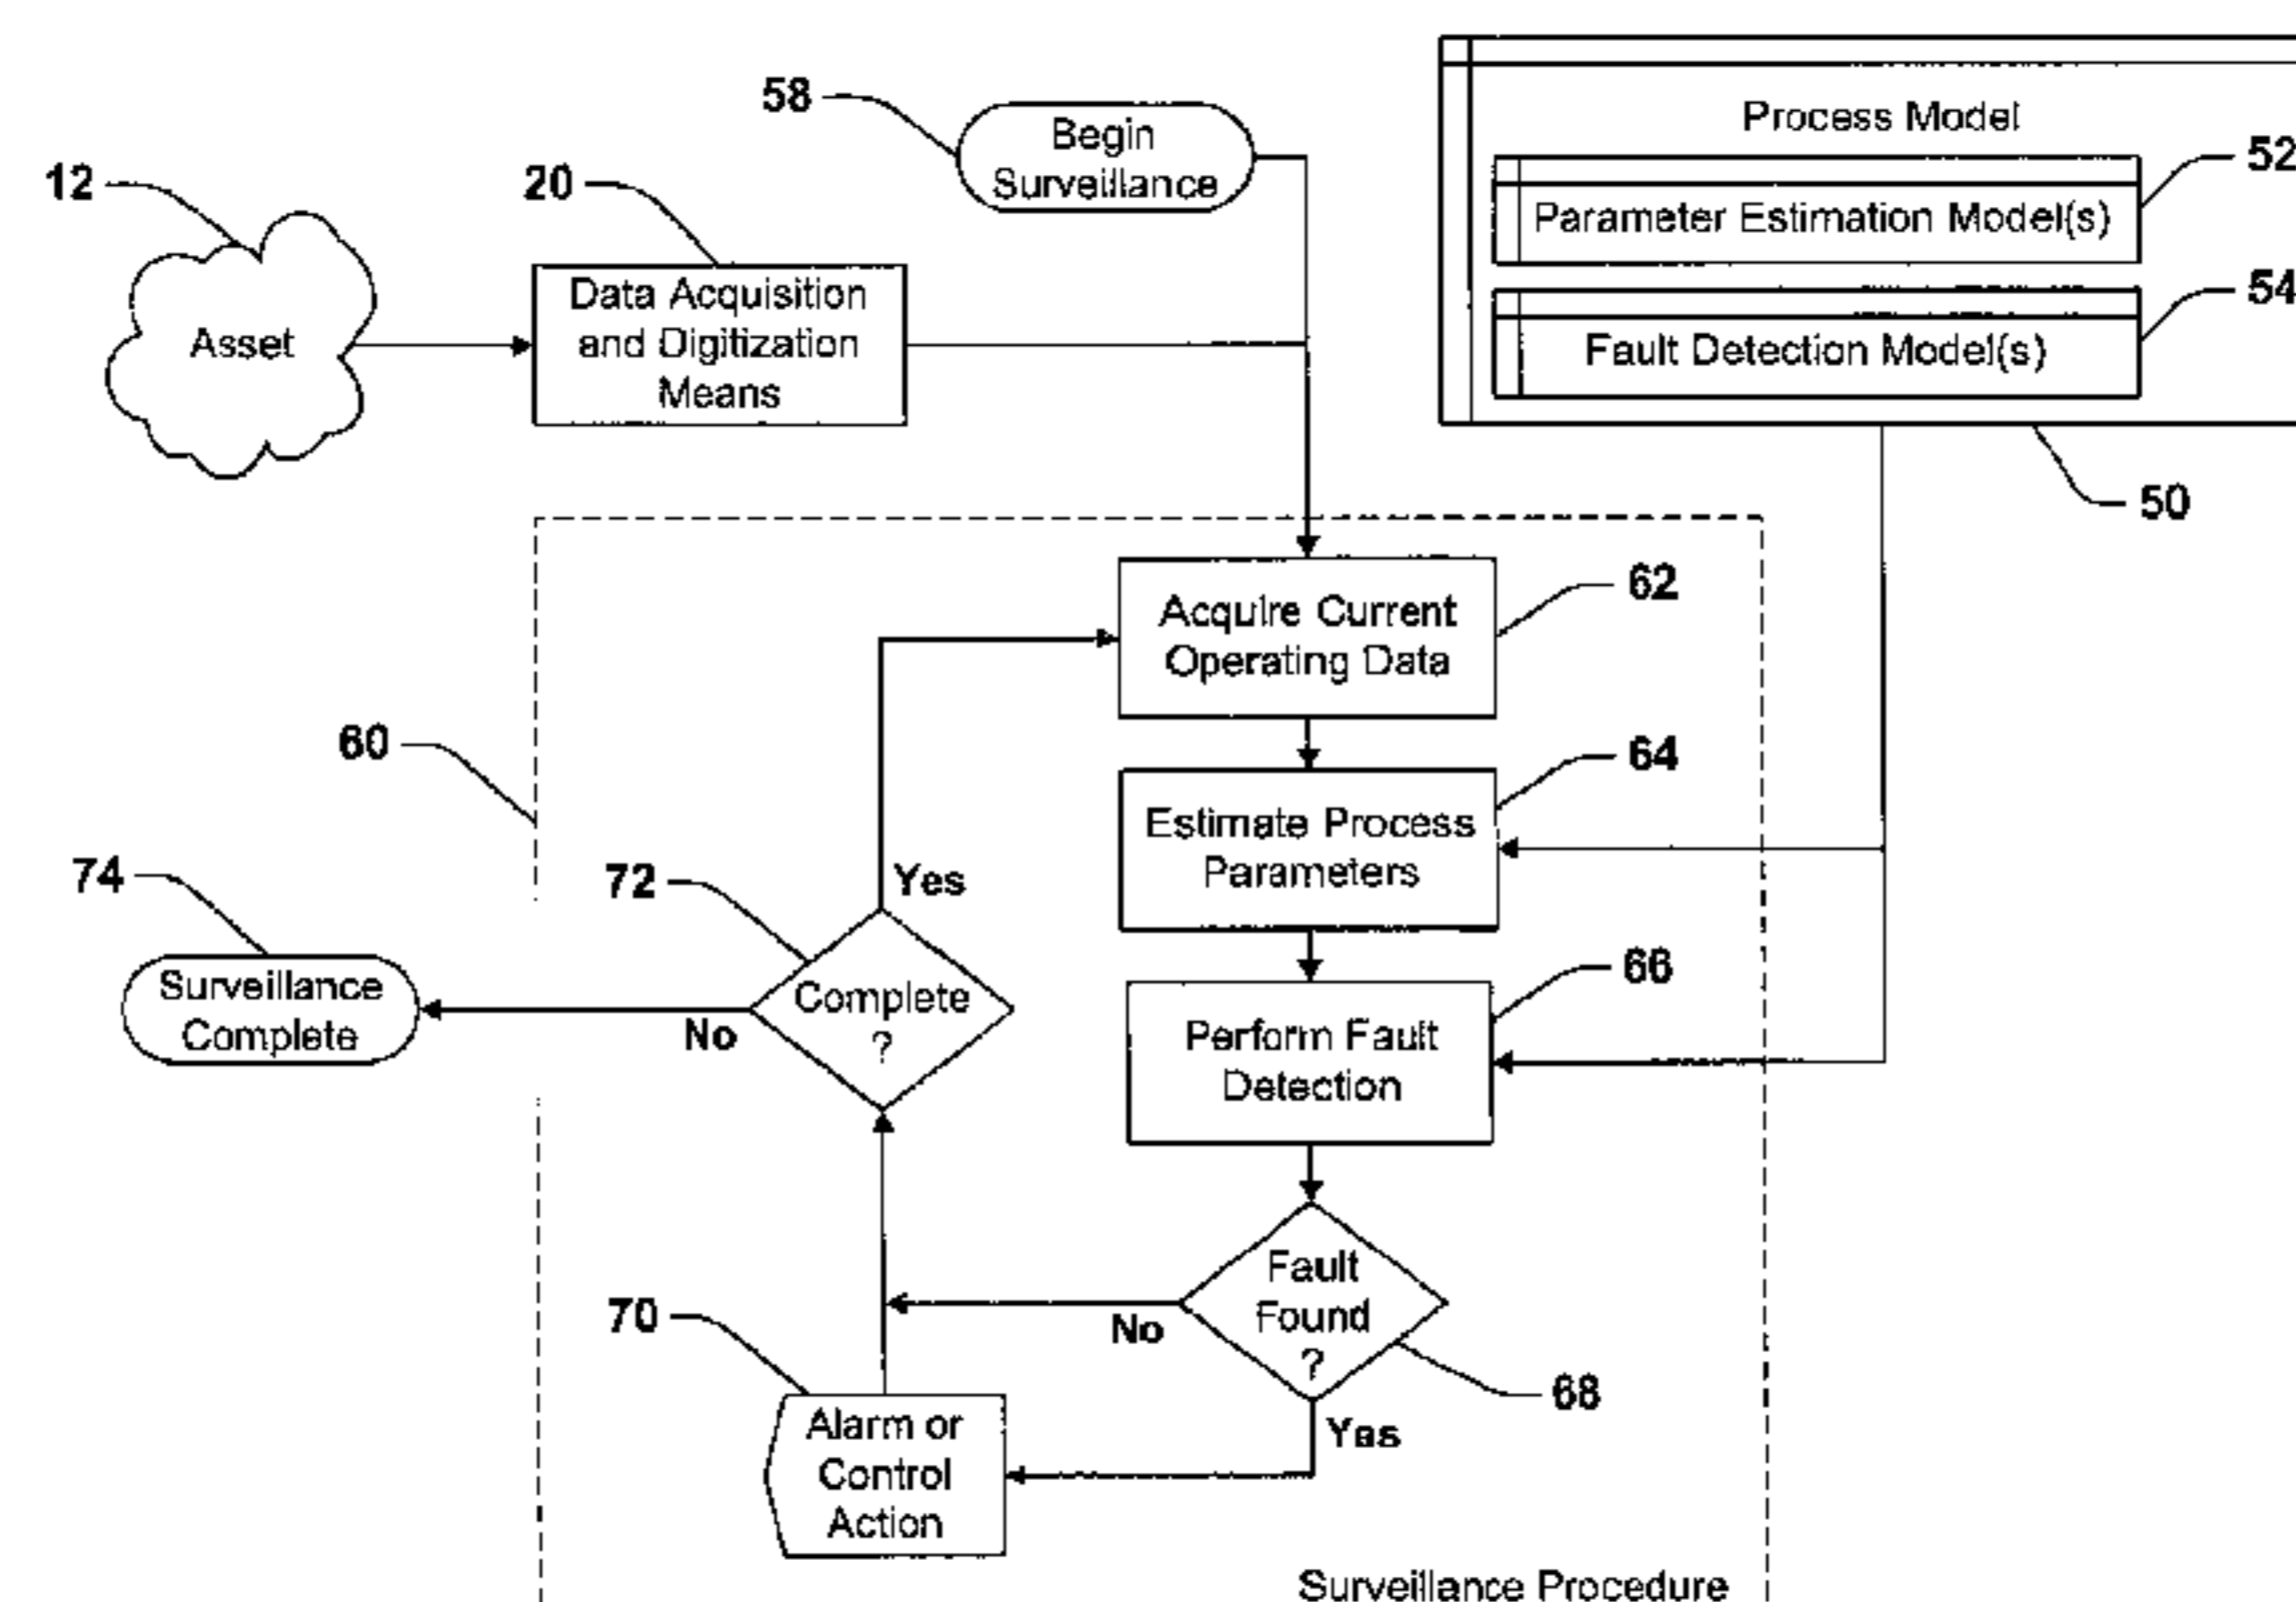 58
Begin
Surveillance
Process Model
52
Parameter Estimation Model(s)
54
Fault Detection Model(s)
50
12
Asset
20
Data Acquisition
and Digitization
Means
62
Acquire Current
Operating Data
60
64
Estimate Process
Parameters
74
Surveillance
Complete
72
Yes
Complete
?
No
66
Perform Fault
Detection
Fault
Found
?
No
68
Yes
70
Alarm or
Control
Action
Surveillance Procedure